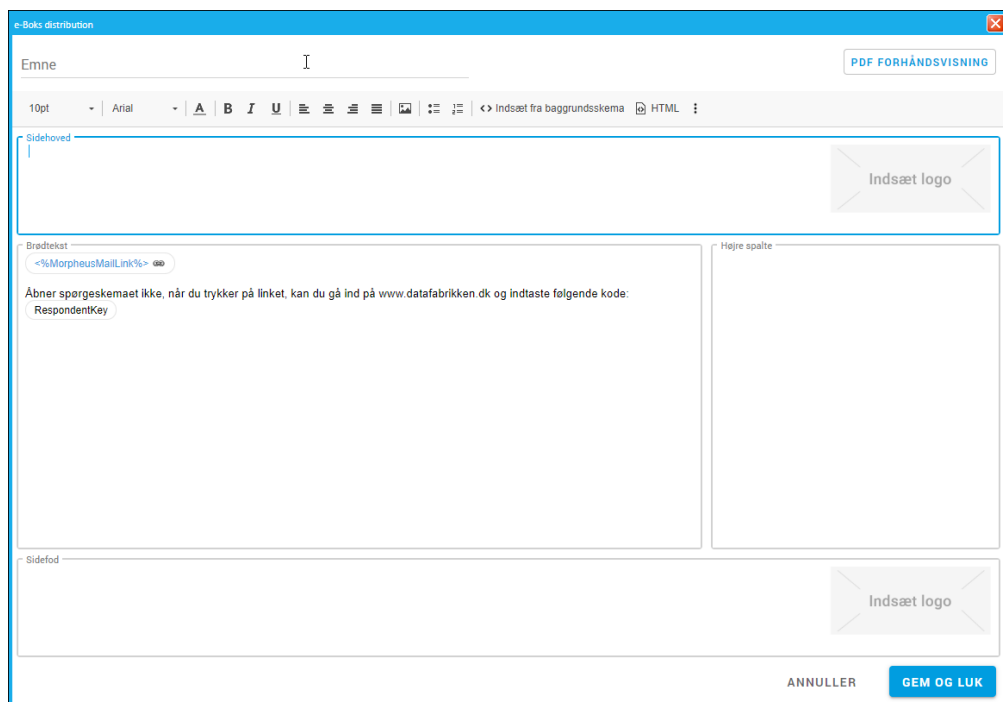 e-Boks distribution
Emne
PDF FORHÅNDSVISNING
10pt Arial A B I U Indsæt fra baggrundsskema HTML
Sidehoved
Indsæt logo
Brødtekst
<%MorpheusMailLink%>
Åbner spørgeskemaet ikke, når du trykker på linket, kan du gå ind på www.datafabrikken.dk og indtaste følgende kode:
RespondentKey
Højre spalte
Sidefod
Indsæt logo
ANNULLER GEM OG LUK